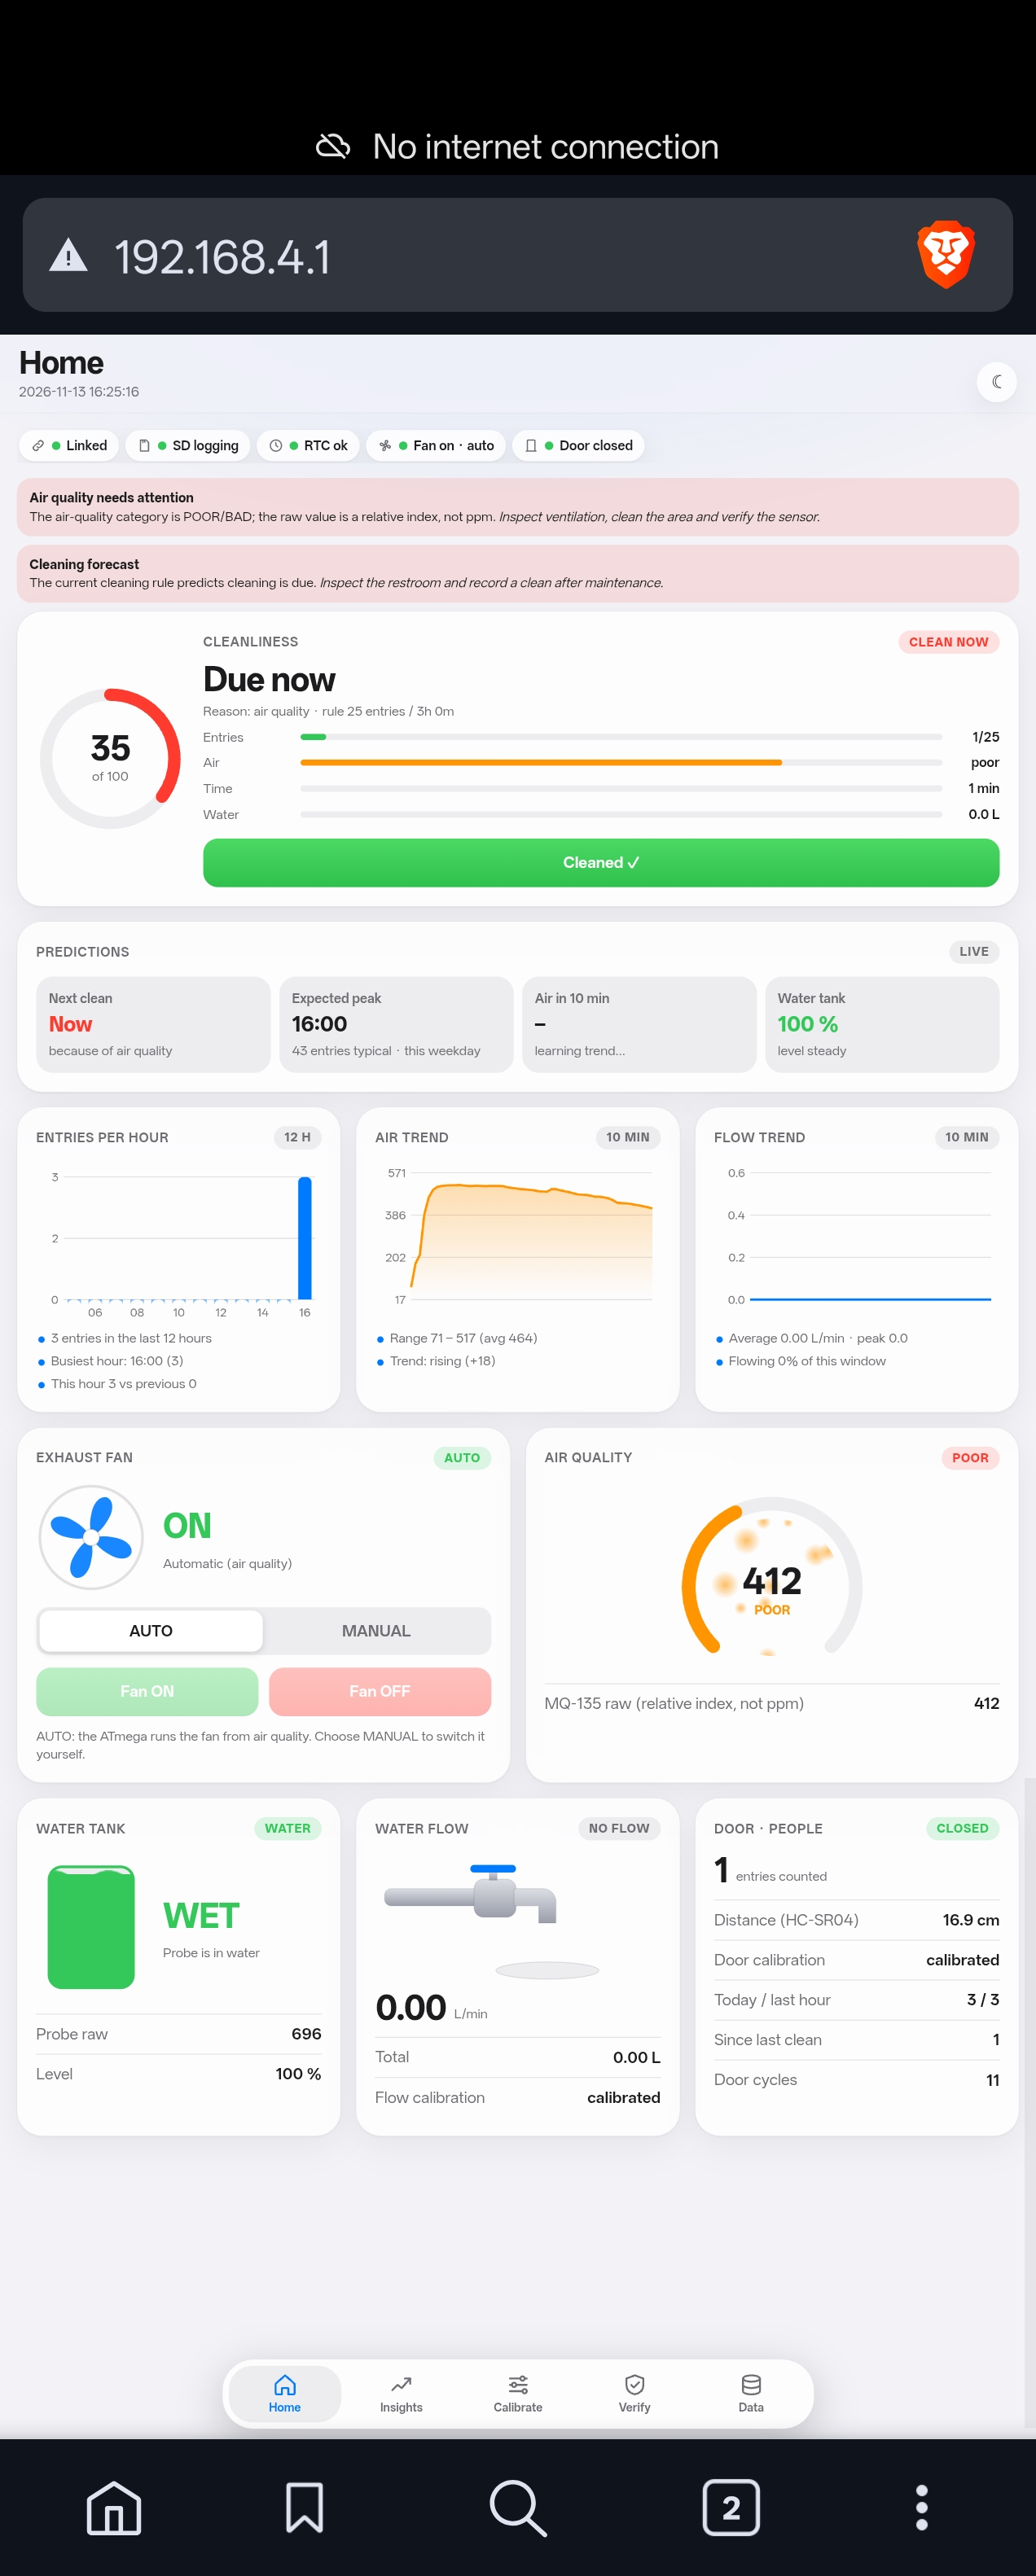 No internet connection
192.168.4.1
Home
2026-11-13 16:25:16
Linked
SD logging
RTC ok
Fan on · auto
Door closed
Air quality needs attention
The air-quality category is POOR/BAD; the raw value is a relative index, not ppm. Inspect ventilation, clean the area and verify the sensor.
Cleaning forecast
The current cleaning rule predicts cleaning is due. Inspect the restroom and record a clean after maintenance.
35
of 100
CLEANLINESS
CLEAN NOW
Due now
Reason: air quality · rule 25 entries / 3h 0m
Entries 1/25
Air poor
Time 1 min
Water 0.0 L
Cleaned ✓
PREDICTIONS
LIVE
Next clean
Now
because of air quality
Expected peak
16:00
43 entries typical · this weekday
Air in 10 min
–
learning trend...
Water tank
100 %
level steady
ENTRIES PER HOUR
12 H
3
2
0
06 08 10 12 14 16
3 entries in the last 12 hours
Busiest hour: 16:00 (3)
This hour 3 vs previous 0
AIR TREND
10 MIN
571
386
202
17
Range 71 – 517 (avg 464)
Trend: rising (+18)
FLOW TREND
10 MIN
0.6
0.4
0.2
0.0
Average 0.00 L/min · peak 0.0
Flowing 0% of this window
EXHAUST FAN
AUTO
ON
Automatic (air quality)
AUTO
MANUAL
Fan ON
Fan OFF
AUTO: the ATmega runs the fan from air quality. Choose MANUAL to switch it
yourself.
AIR QUALITY
POOR
412
POOR
MQ-135 raw (relative index, not ppm) 412
WATER TANK
WATER
WET
Probe is in water
Probe raw 696
Level 100 %
WATER FLOW
NO FLOW
0.00 L/min
Total 0.00 L
Flow calibration calibrated
DOOR · PEOPLE
CLOSED
1 entries counted
Distance (HC-SR04) 16.9 cm
Door calibration calibrated
Today / last hour 3 / 3
Since last clean 1
Door cycles 11
Home
Insights
Calibrate
Verify
Data
2